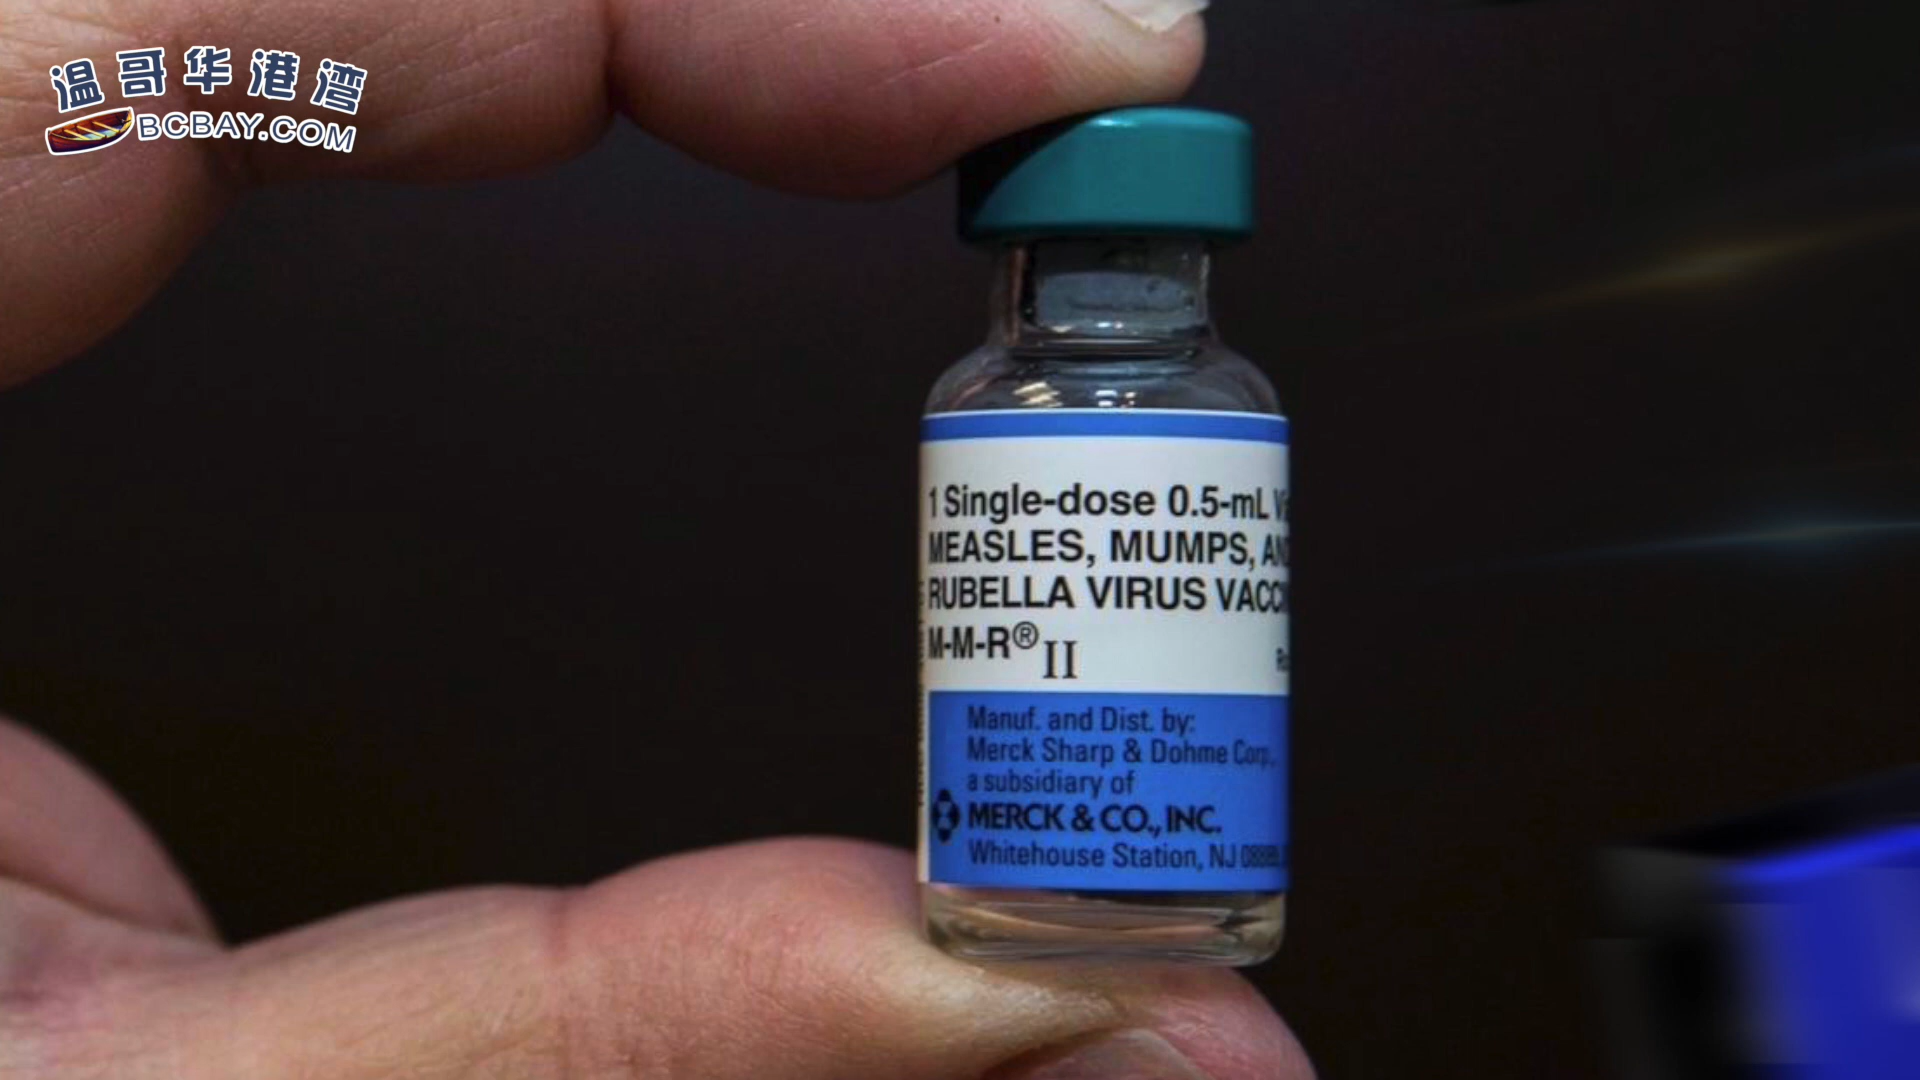 温哥华港湾
BCBAY.COM
1 Single-dose 0.5-mL
MEASLES, MUMPS,
RUBELLA VIRUS
M-M-R® II
Manuf. and Dist. by:
Merck Sharp & Dohme Corp.,
a subsidiary of
MERCK & CO., INC.
Whitehouse Station, NJ